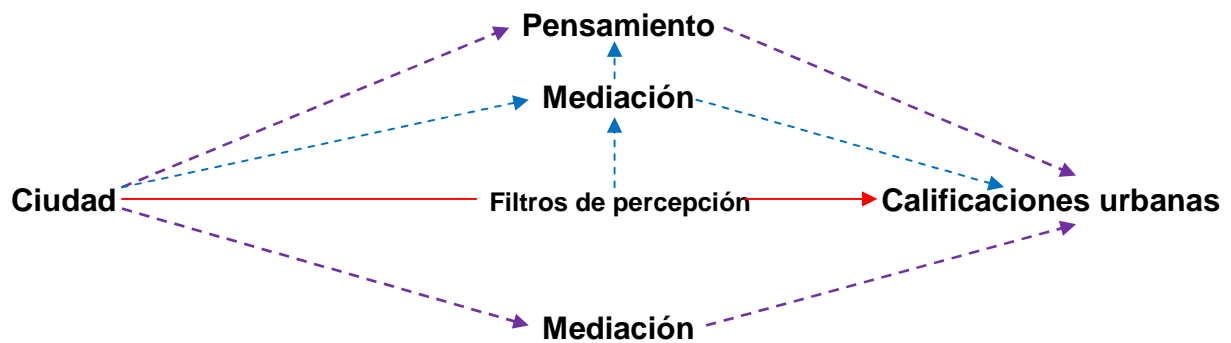 Pensamiento
Mediación
Ciudad
Filtros de percepción
Calificaciones urbanas
Mediación